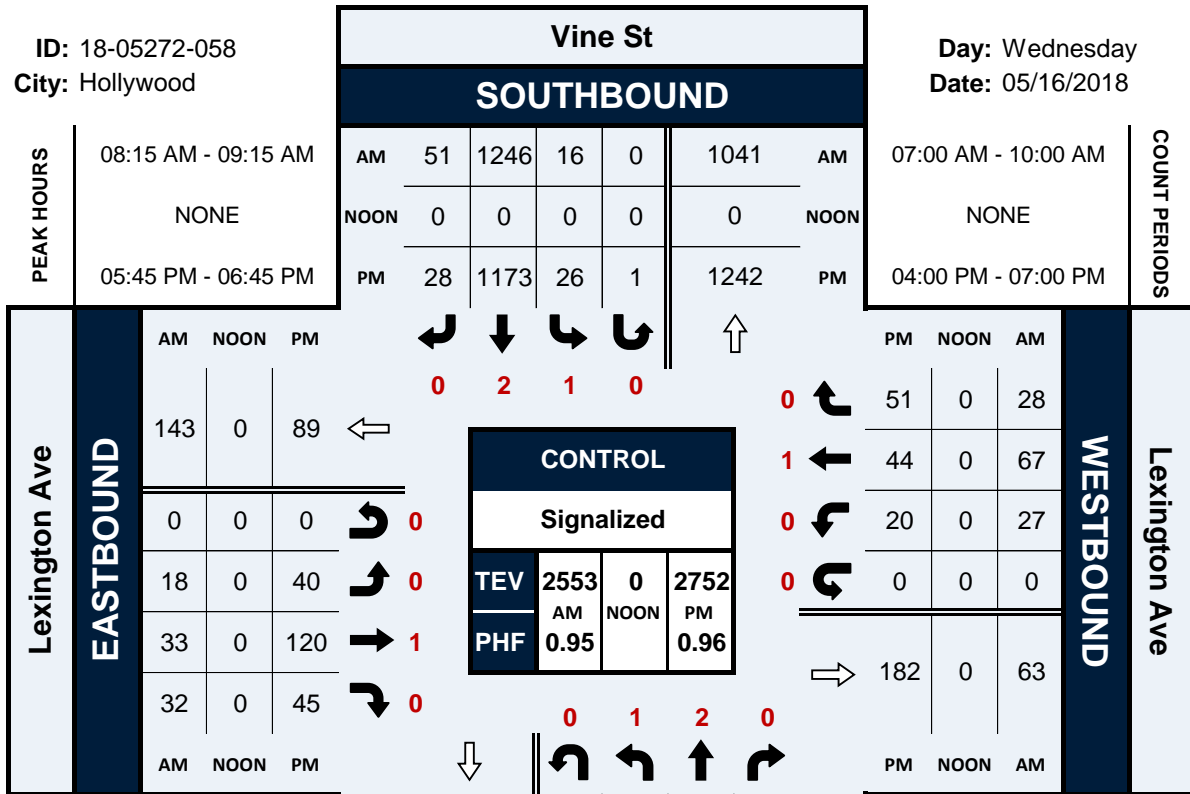 Vine St
ID: 18-05272-058
Day: Wednesday
City: Hollywood
Date: 05/16/2018
SOUTHBOUND
PEAK HOURS
08:15 AM - 09:15 AM
AM 51 1246 16 0 1041 AM
07:00 AM - 10:00 AM
COUNT PERIODS
NONE
NOON 0 0 0 0 0 NOON
NONE
05:45 PM - 06:45 PM
PM 28 1173 26 1 1242 PM
04:00 PM - 07:00 PM
Lexington Ave
EASTBOUND
AM NOON PM
143 0 89
0 0 0 0
18 0 40 0
33 0 120 1
32 0 45 0
AM NOON PM
0 2 1 0
CONTROL
Signalized
TEV 2553 0 2752
AM NOON PM
PHF 0.95 0.96
0 1 2 0
PM NOON AM
0 51 0 28
1 44 0 67
0 20 0 27
0 0 0 0
182 0 63
PM NOON AM
WESTBOUND
Lexington Ave